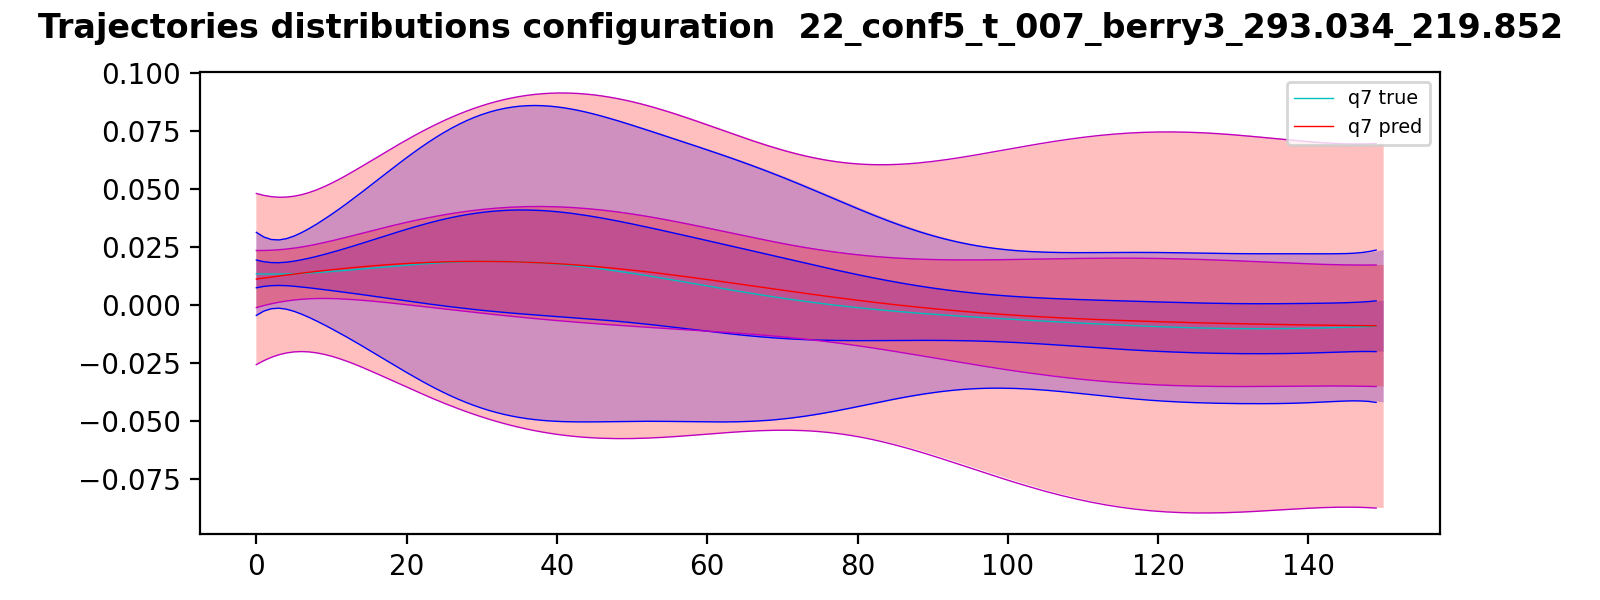 Trajectories distributions configuration  22_conf5_t_007_berry3_293.034_219.852
0.100
0.075
0.050
0.025
0.000
−0.025
−0.050
−0.075
q7 true
q7 pred
0 20 40 60 80 100 120 140